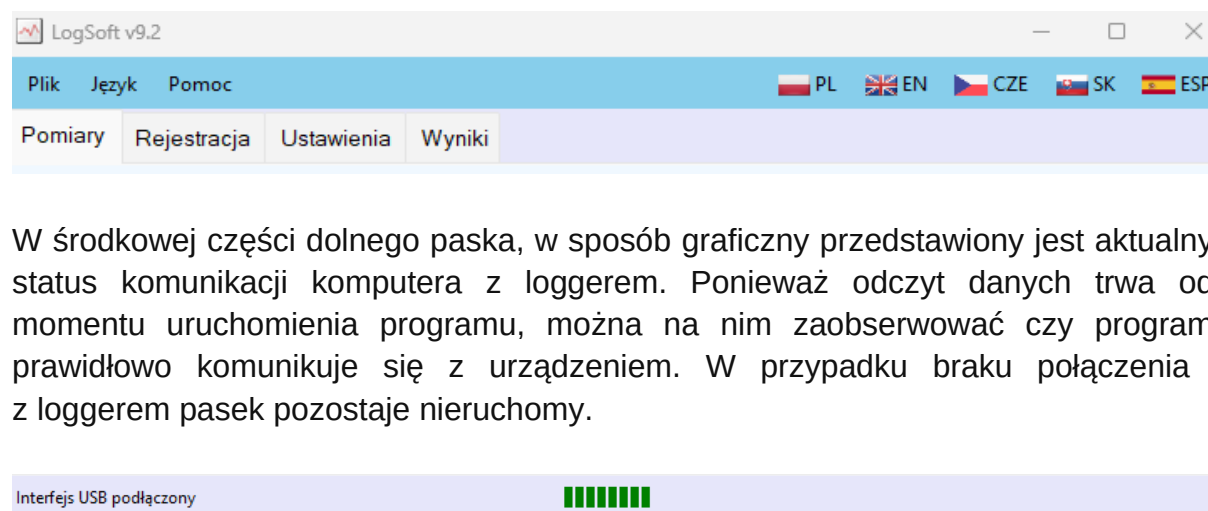 LogSoft v9.2
Plik Język Pomoc PL EN CZE SK ESP
Pomiary Rejestracja Ustawienia Wyniki
W środkowej części dolnego paska, w sposób graficzny przedstawiony jest aktualny
status komunikacji komputera z loggerem. Ponieważ odczyt danych trwa od
momentu uruchomienia programu, można na nim zaobserwować czy program
prawidłowo komunikuje się z urządzeniem. W przypadku braku połączenia
z loggerem pasek pozostaje nieruchomy.
Interfejs USB podłączony